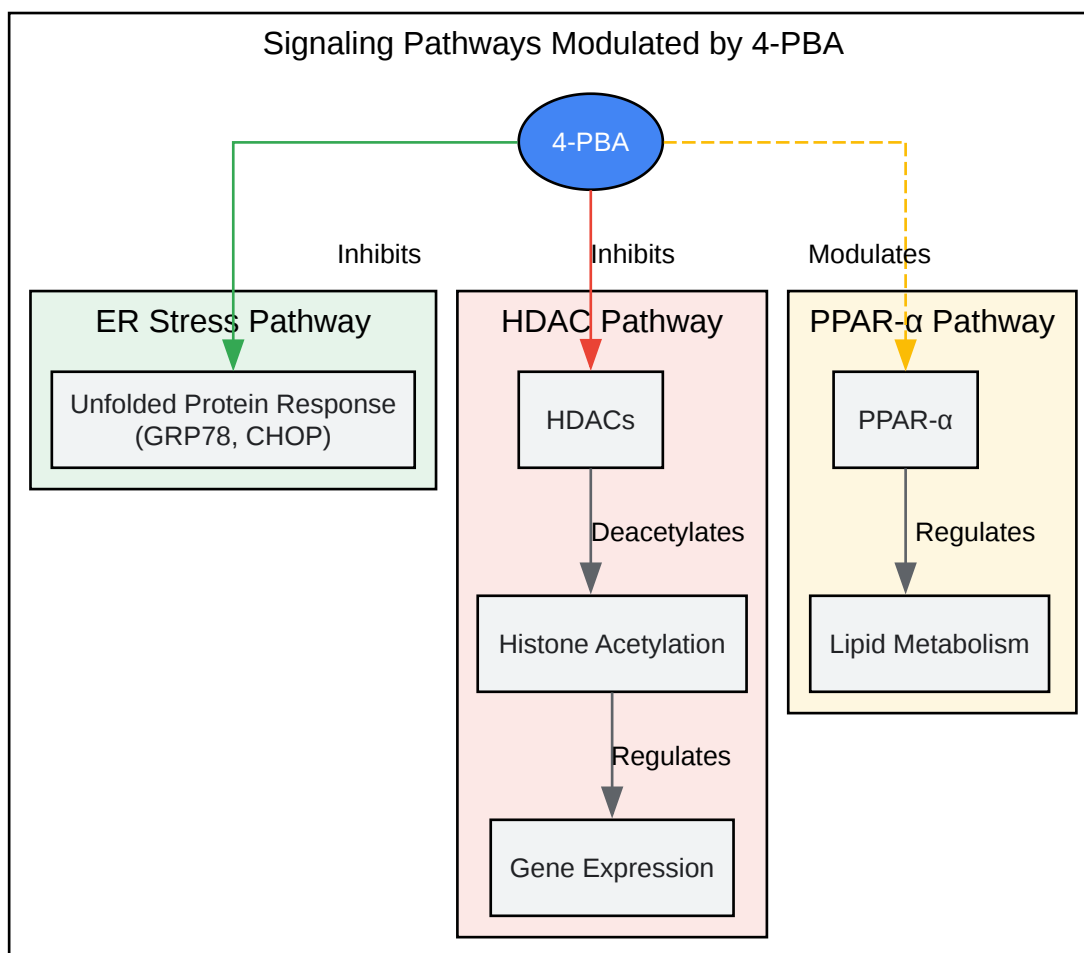 Signaling Pathways Modulated by 4-PBA
4-PBA
Inhibits
Inhibits
Modulates
ER Stress Pathway
HDAC Pathway
PPAR-α Pathway
Unfolded Protein Response
(GRP78, CHOP)
HDACs
PPAR-α
Deacetylates
Regulates
Histone Acetylation
Lipid Metabolism
Regulates
Gene Expression